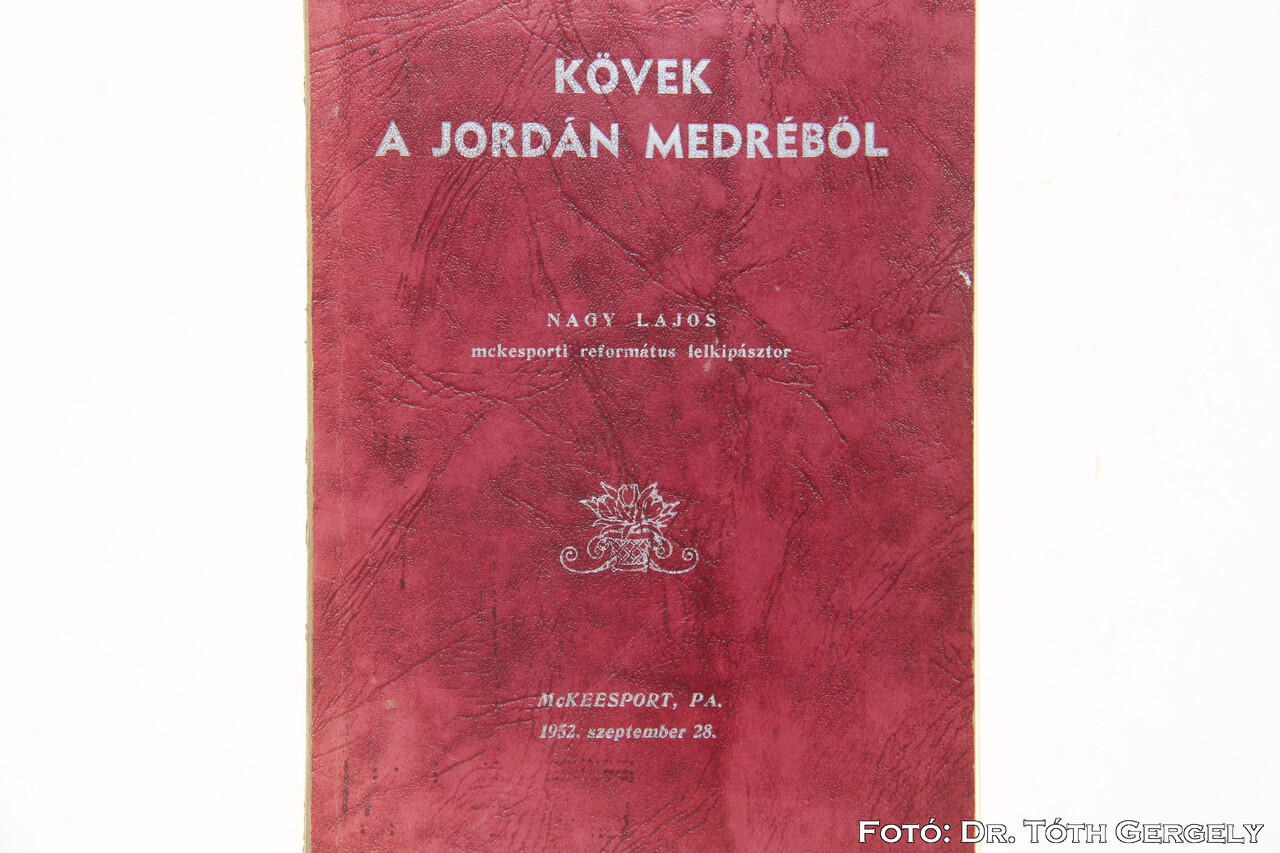 KÖVEK
A JORDÁN MEDRÉBŐL
NAGY LAJOS
mckesporti református lelkipásztor
McKEESPORT, PA.
1952. szeptember 28.
Fotó: Dr. Tóth Gergely